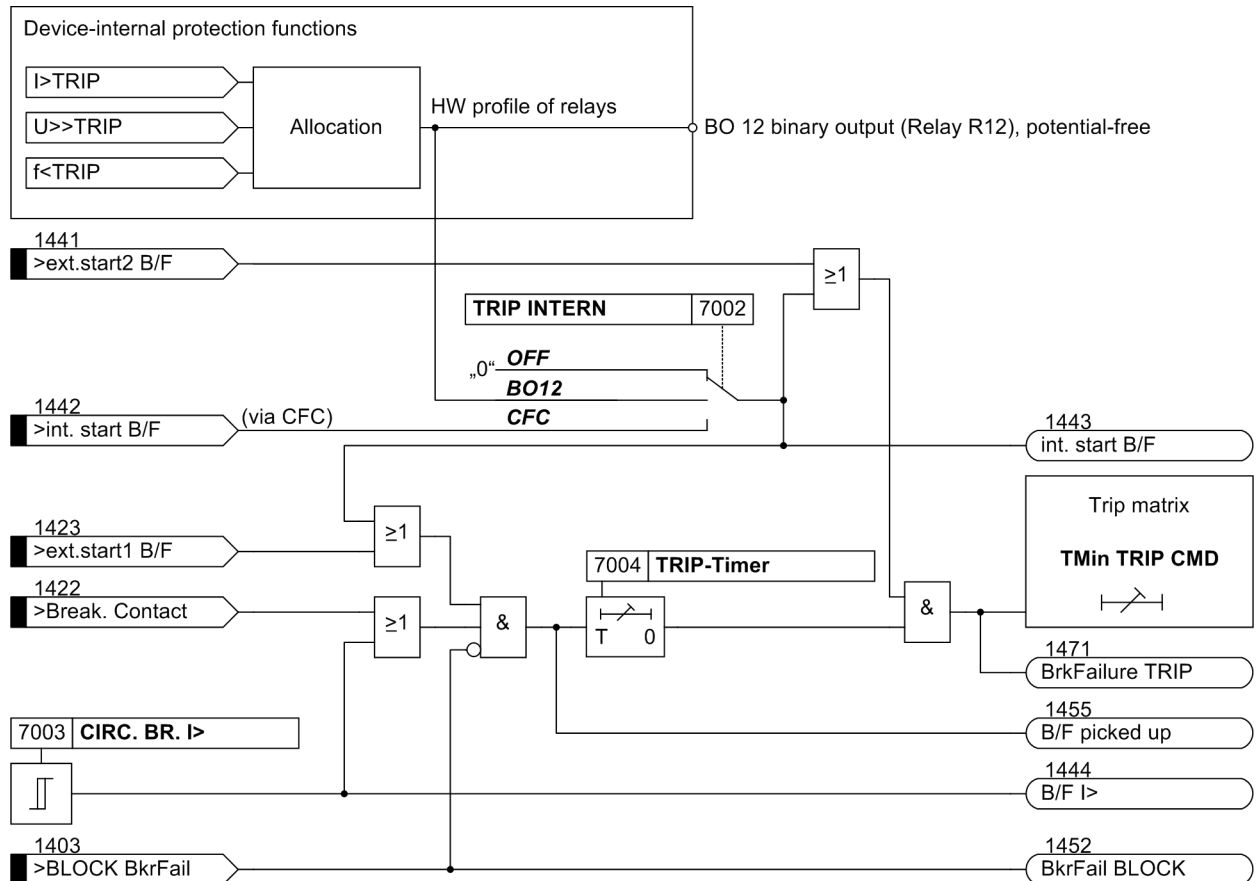 Device-internal protection functions
I>TRIP
U>>TRIP
f<TRIP
Allocation
HW profile of relays
BO 12 binary output (Relay R12), potential-free
1441
>ext.start2 B/F
≥1
TRIP INTERN 7002
„0“ OFF
BO12
CFC
1442
>int. start B/F
(via CFC)
1443
int. start B/F
Trip matrix
TMin TRIP CMD
1423
>ext.start1 B/F
≥1
7004 TRIP-Timer
T 0
&
1422
>Break. Contact
≥1
&
1471
BrkFailure TRIP
1455
B/F picked up
7003 CIRC. BR. I>
1444
B/F I>
1403
>BLOCK BkrFail
1452
BkrFail BLOCK